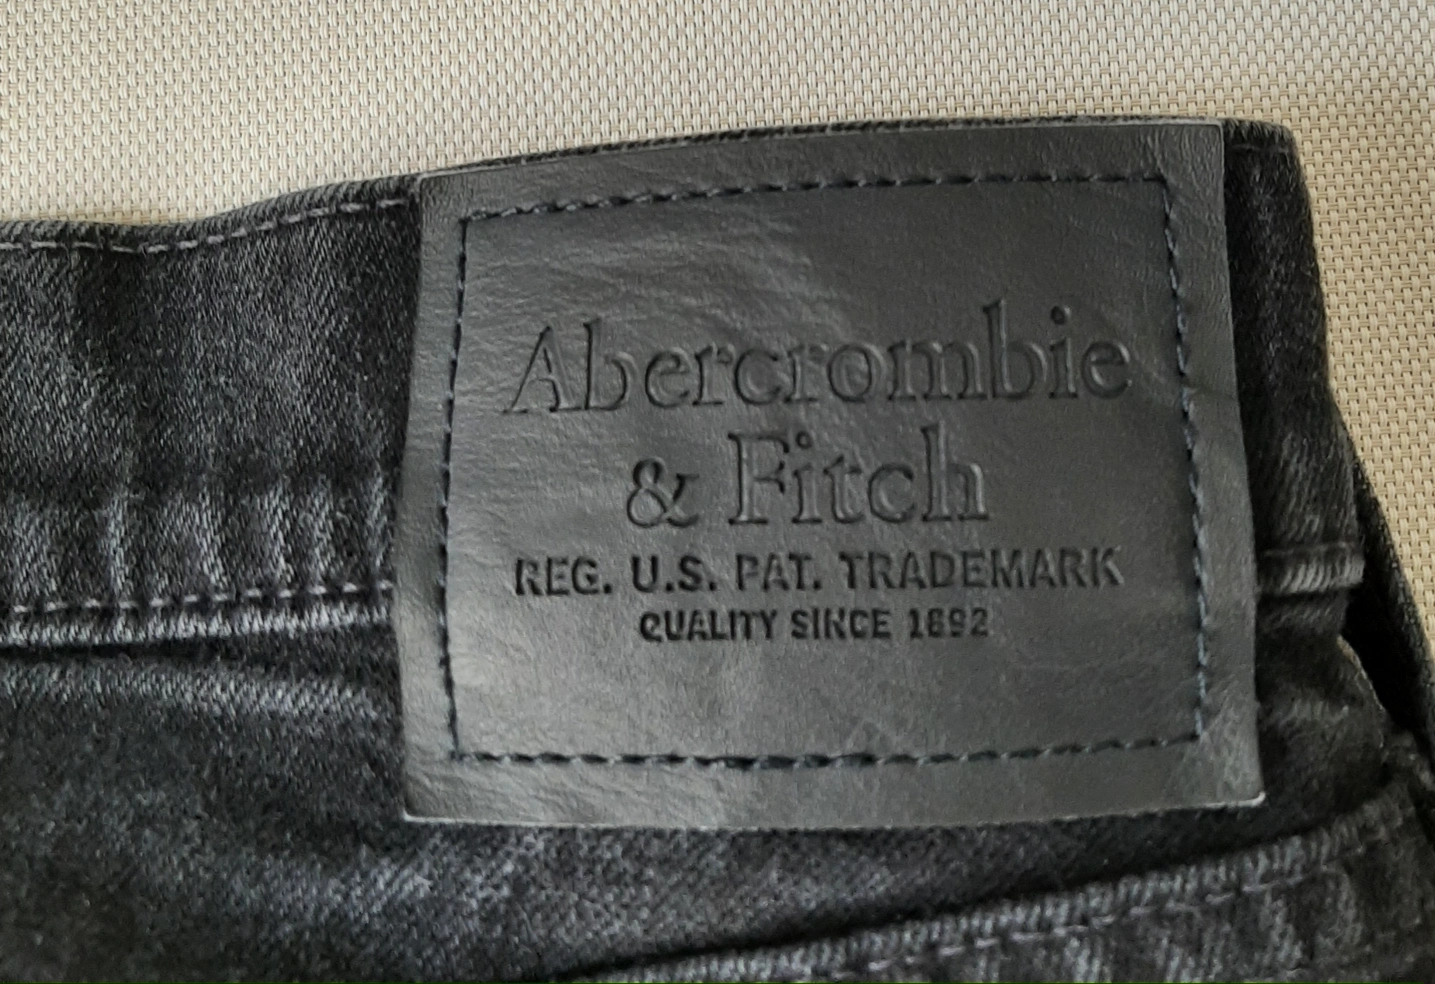 Abercrombie
& Fitch
REG. U.S. PAT. TRADEMARK
QUALITY SINCE 1892